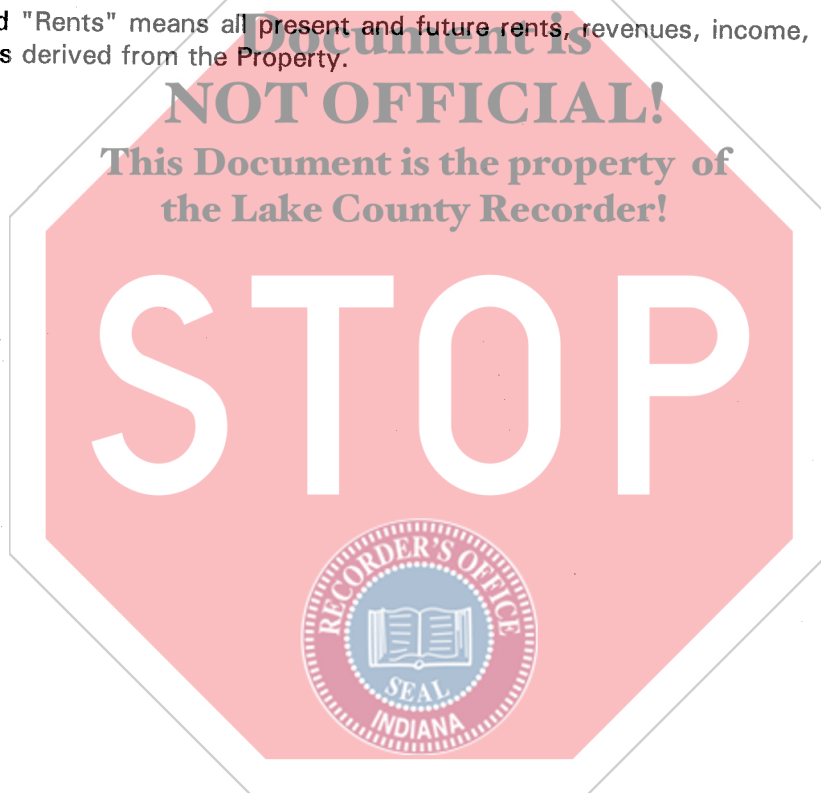 d "Rents" means all present and future rents, revenues, income,
s derived from the Property.
Document is
NOT OFFICIAL!
This Document is the property of
the Lake County Recorder!
STOP
RECORDER'S OFFICE
SEAL
INDIANA